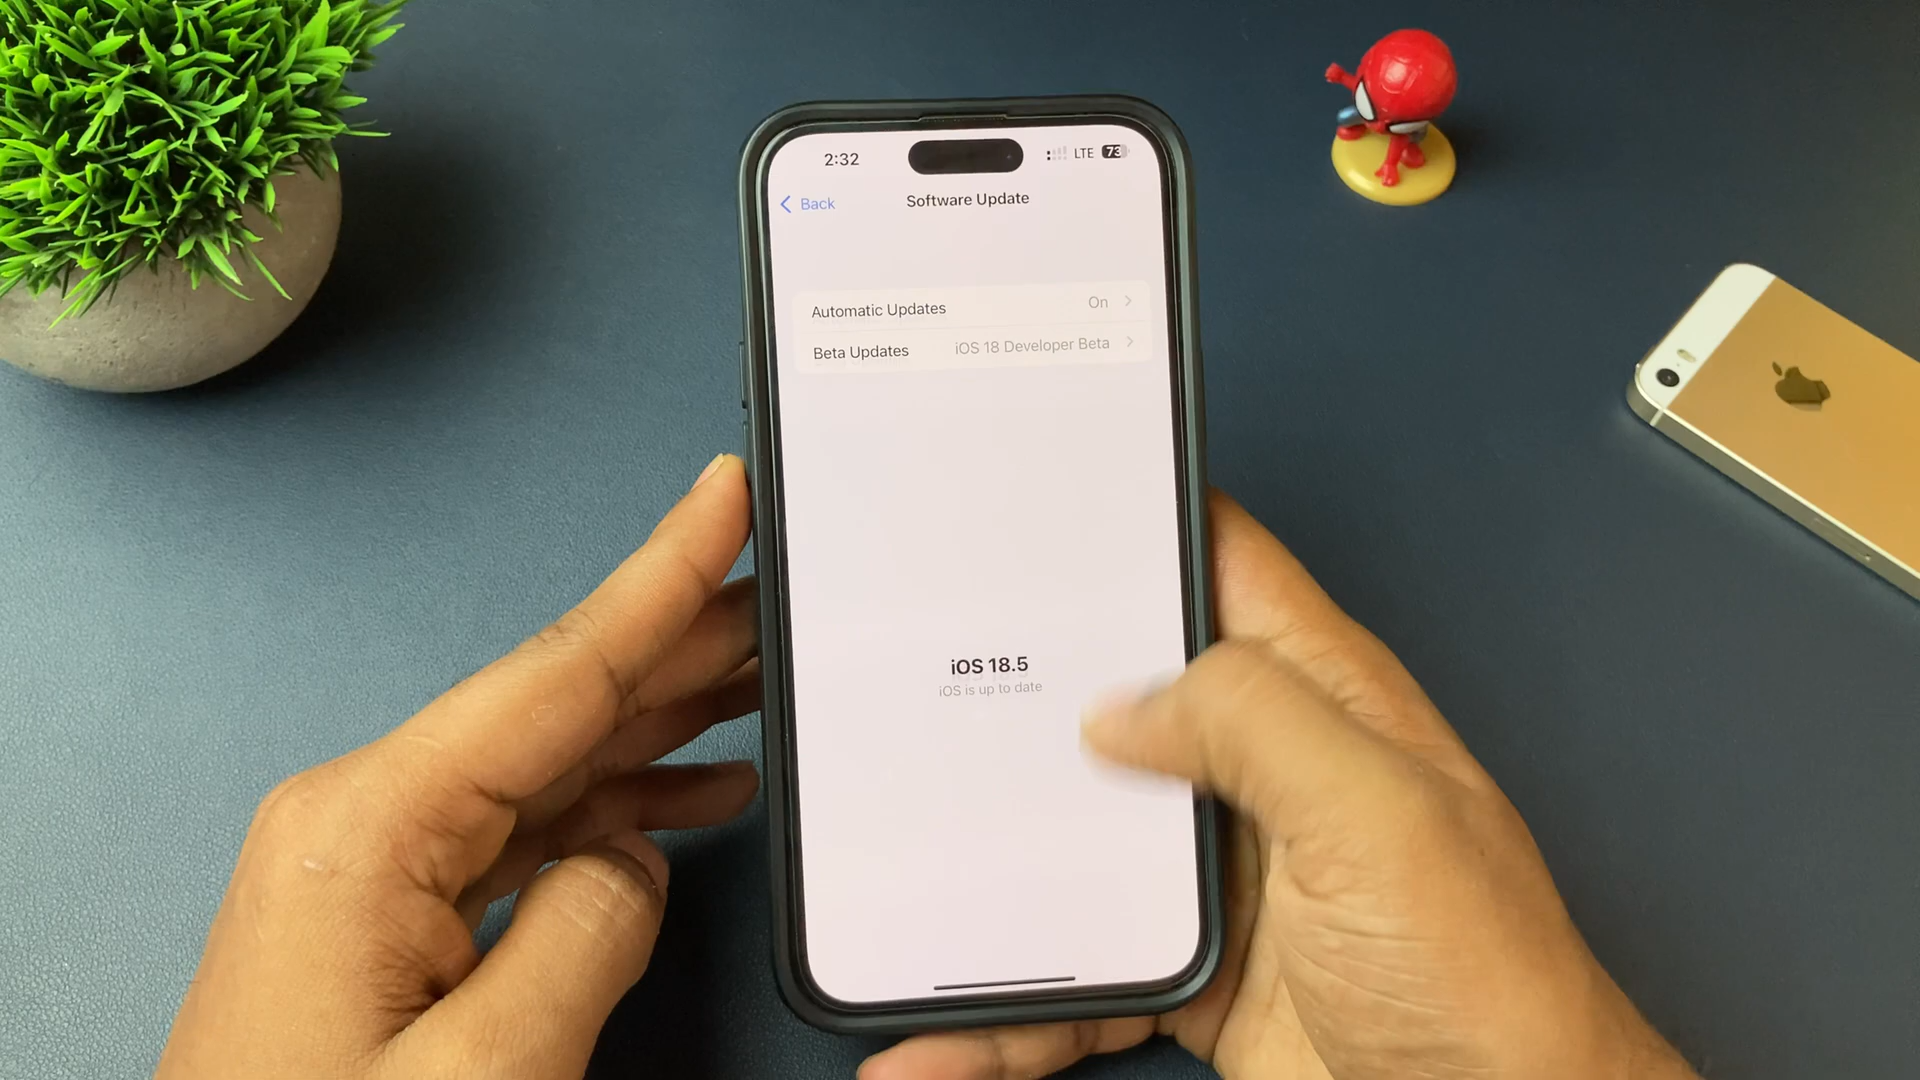 2:32
LTE 73
Back
Software Update
Automatic Updates On
Beta Updates iOS 18 Developer Beta
iOS 18.5
iOS is up to date